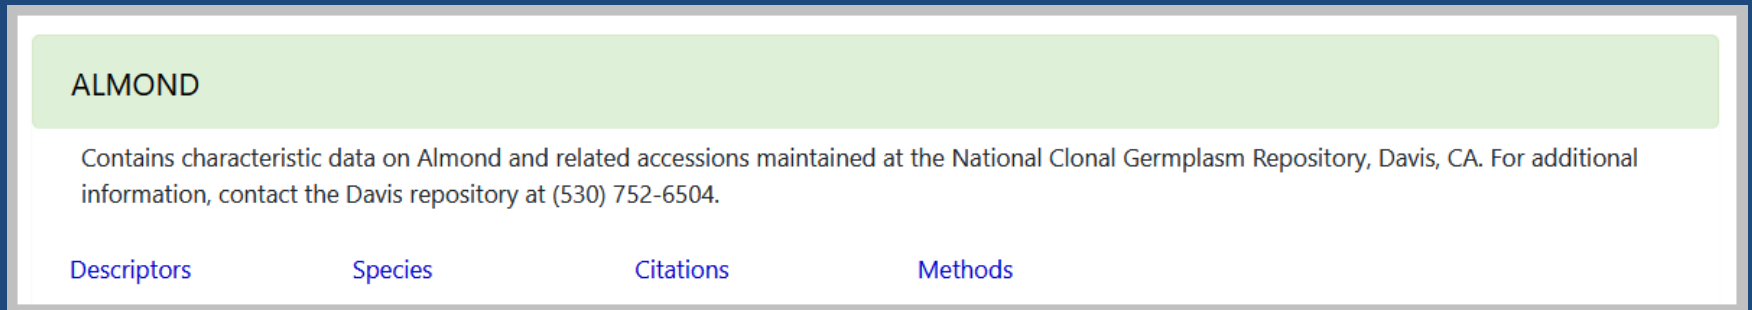 ALMOND
Contains characteristic data on Almond and related accessions maintained at the National Clonal Germplasm Repository, Davis, CA. For additional
information, contact the Davis repository at (530) 752-6504.
Descriptors Species Citations Methods